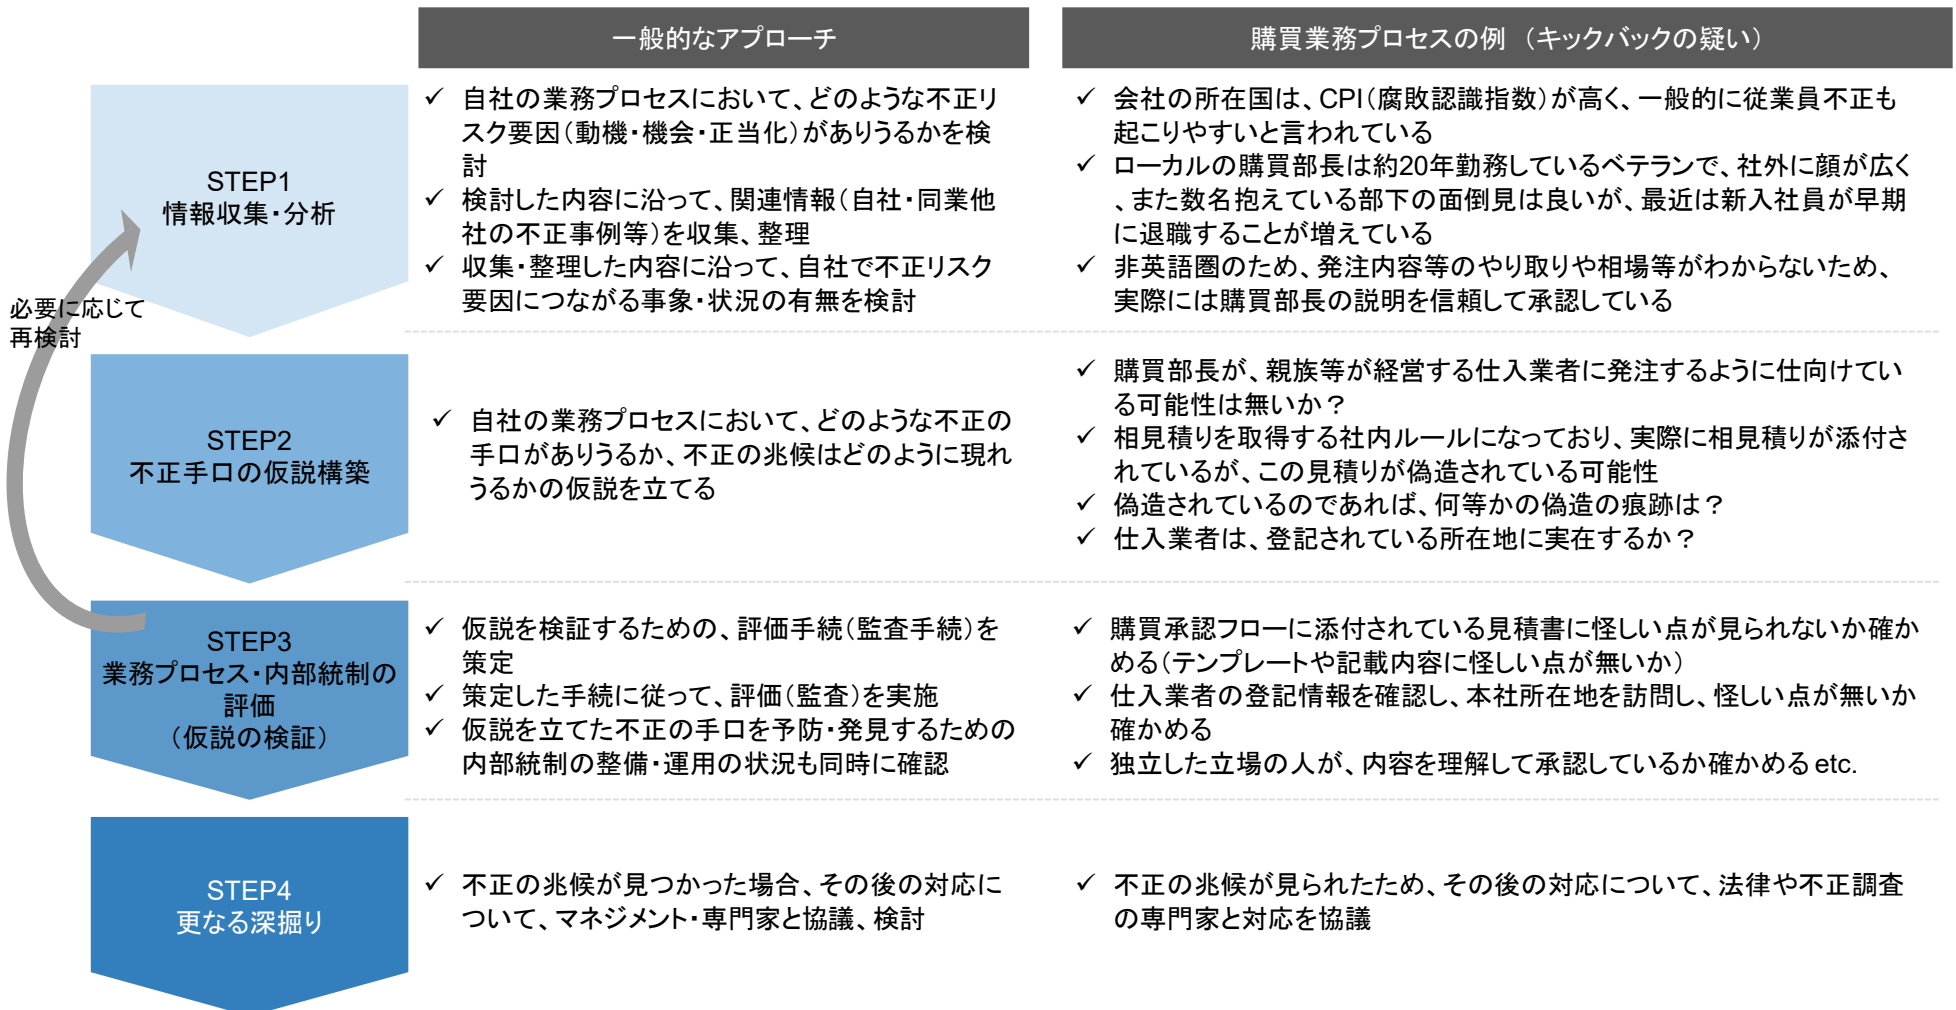 一般的なアプローチ
購買業務プロセスの例　（キックバックの疑い）
STEP1
情報収集・分析
✓ 自社の業務プロセスにおいて、どのような不正リ
スク要因（動機・機会・正当化）がありうるかを検
討
✓ 検討した内容に沿って、関連情報（自社・同業他
社の不正事例等）を収集、整理
✓ 収集・整理した内容に沿って、自社で不正リスク
要因につながる事象・状況の有無を検討
✓ 会社の所在国は、CPI（腐敗認識指数）が高く、一般的に従業員不正も
起こりやすいと言われている
✓ ローカルの購買部長は約20年勤務しているベテランで、社外に顔が広く
、また数名抱えている部下の面倒見は良いが、最近は新入社員が早期
に退職することが増えている
✓ 非英語圏のため、発注内容等のやり取りや相場等がわからないため、
実際には購買部長の説明を信頼して承認している
必要に応じて
再検討
STEP2
不正手口の仮説構築
✓ 自社の業務プロセスにおいて、どのような不正の
手口がありうるか、不正の兆候はどのように現れ
うるかの仮説を立てる
✓ 購買部長が、親族等が経営する仕入業者に発注するように仕向けてい
る可能性は無いか？
✓ 相見積りを取得する社内ルールになっており、実際に相見積りが添付さ
れているが、この見積りが偽造されている可能性
✓ 偽造されているのであれば、何等かの偽造の痕跡は？
✓ 仕入業者は、登記されている所在地に実在するか？
STEP3
業務プロセス・内部統制の
評価
（仮説の検証）
✓ 仮説を検証するための、評価手続（監査手続）を
策定
✓ 策定した手続に従って、評価（監査）を実施
✓ 仮説を立てた不正の手口を予防・発見するための
内部統制の整備・運用の状況も同時に確認
✓ 購買承認フローに添付されている見積書に怪しい点が見られないか確か
める（テンプレートや記載内容に怪しい点が無いか）
✓ 仕入業者の登記情報を確認し、本社所在地を訪問し、怪しい点が無いか
確かめる
✓ 独立した立場の人が、内容を理解して承認しているか確かめる etc.
STEP4
更なる深掘り
✓ 不正の兆候が見つかった場合、その後の対応に
ついて、マネジメント・専門家と協議、検討
✓ 不正の兆候が見られたため、その後の対応について、法律や不正調査
の専門家と対応を協議